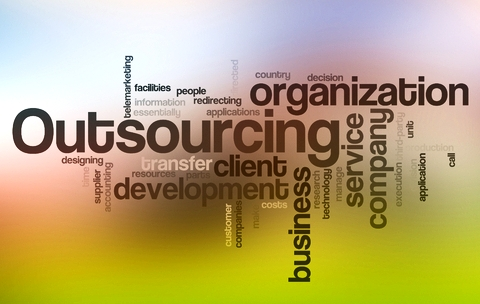 telemarketing
country
decision
facilities
people
organization
information
redirecting
essentially
applications
Outsourcing
service
company
third-party
unit
production
designing
transfer
client
call
supplier
accounting
resources
development
business
research
technology
manage
execution
application
customer
companies
costs